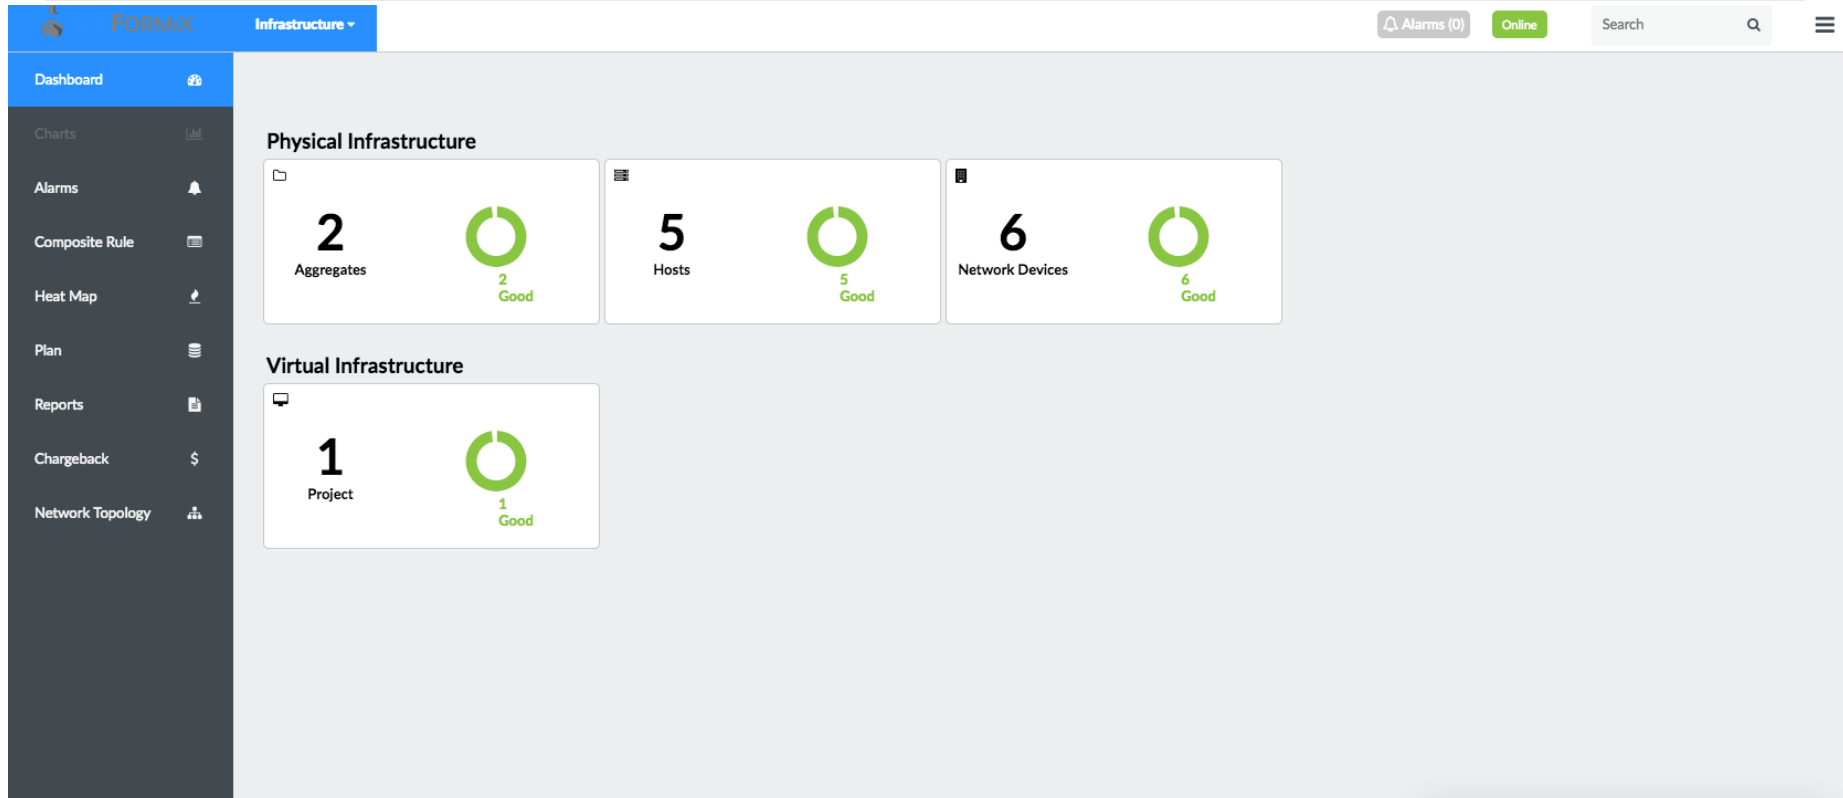 FORMIX
Infrastructure
Alarms (0)
Online
Search
Dashboard
Charts
Alarms
Composite Rule
Heat Map
Plan
Reports
Chargeback
$
Network Topology
Physical Infrastructure
2
Aggregates
2
Good
5
Hosts
5
Good
6
Network Devices
6
Good
Virtual Infrastructure
1
Project
1
Good